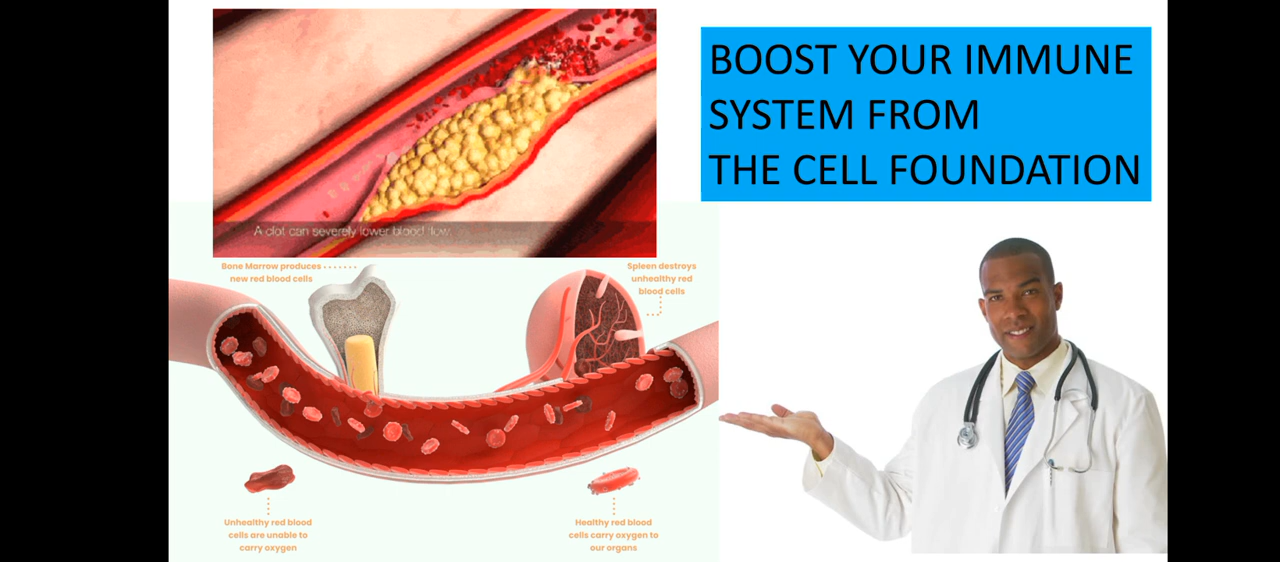 BOOST YOUR IMMUNE
SYSTEM FROM
THE CELL FOUNDATION
A clot can severely lower blood flow.
Bone Marrow produces
new red blood cells
Spleen destroys
unhealthy red
blood cells
Unhealthy red blood
cells are unable to
carry oxygen
Healthy red blood
cells carry oxygen to
our organs